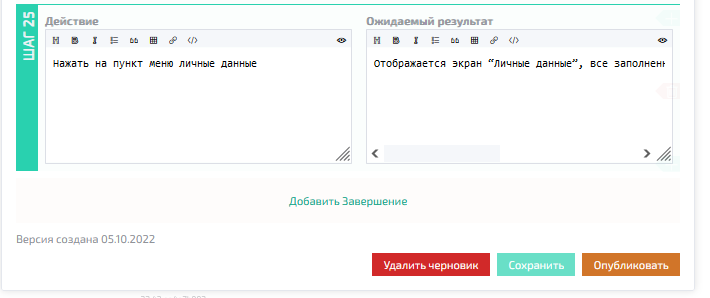 ШАГ 25
Действие
Ожидаемый результат
Нажать на пункт меню личные данные
Отображается экран “Личные данные”, все заполненн
Добавить Завершение
Версия создана 05.10.2022
Удалить черновик
Сохранить
Опубликовать